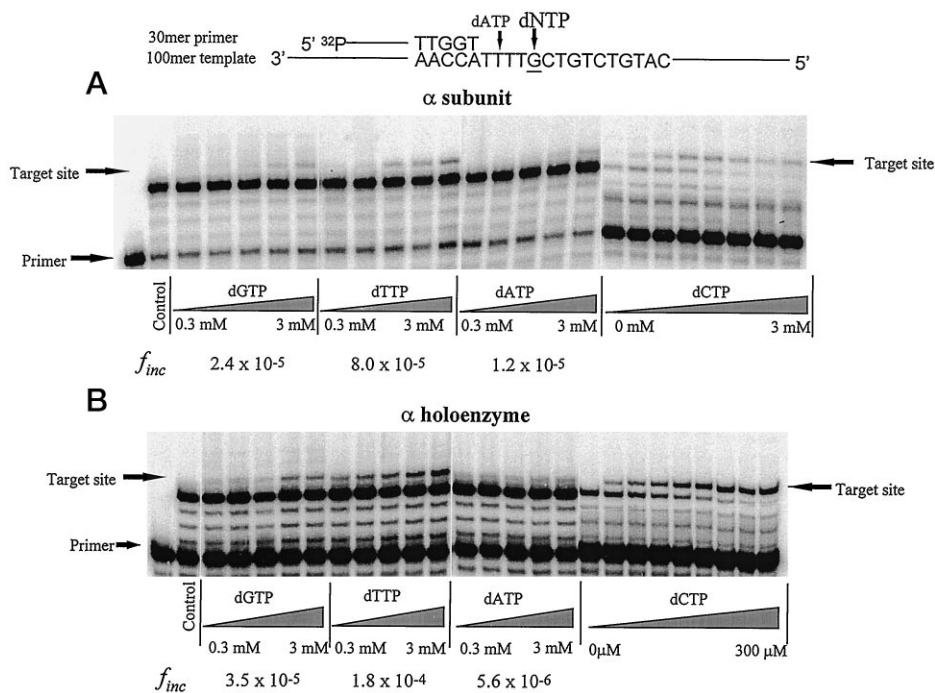 dATP dNTP
30mer primer 5' ³²P TTGGT
100mer template 3' AACCATTTTGCTGTCTGTAC 5'
A
α subunit
Target site Target site
Primer
Control dGTP dTTP dATP dCTP
0.3 mM 3 mM 0.3 mM 3 mM 0.3 mM 3 mM 0 mM 3 mM
f_inc 2.4 x 10⁻⁵ 8.0 x 10⁻⁵ 1.2 x 10⁻⁵
B
α holoenzyme
Target site Target site
Primer
Control dGTP dTTP dATP dCTP
0.3 mM 3 mM 0.3 mM 3 mM 0.3 mM 3 mM 0μM 300 μM
f_inc 3.5 x 10⁻⁵ 1.8 x 10⁻⁴ 5.6 x 10⁻⁶